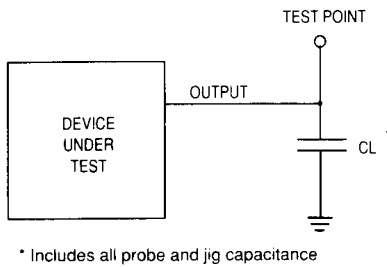 TEST POINT
OUTPUT
DEVICE
UNDER
TEST
CL
* Includes all probe and jig capacitance